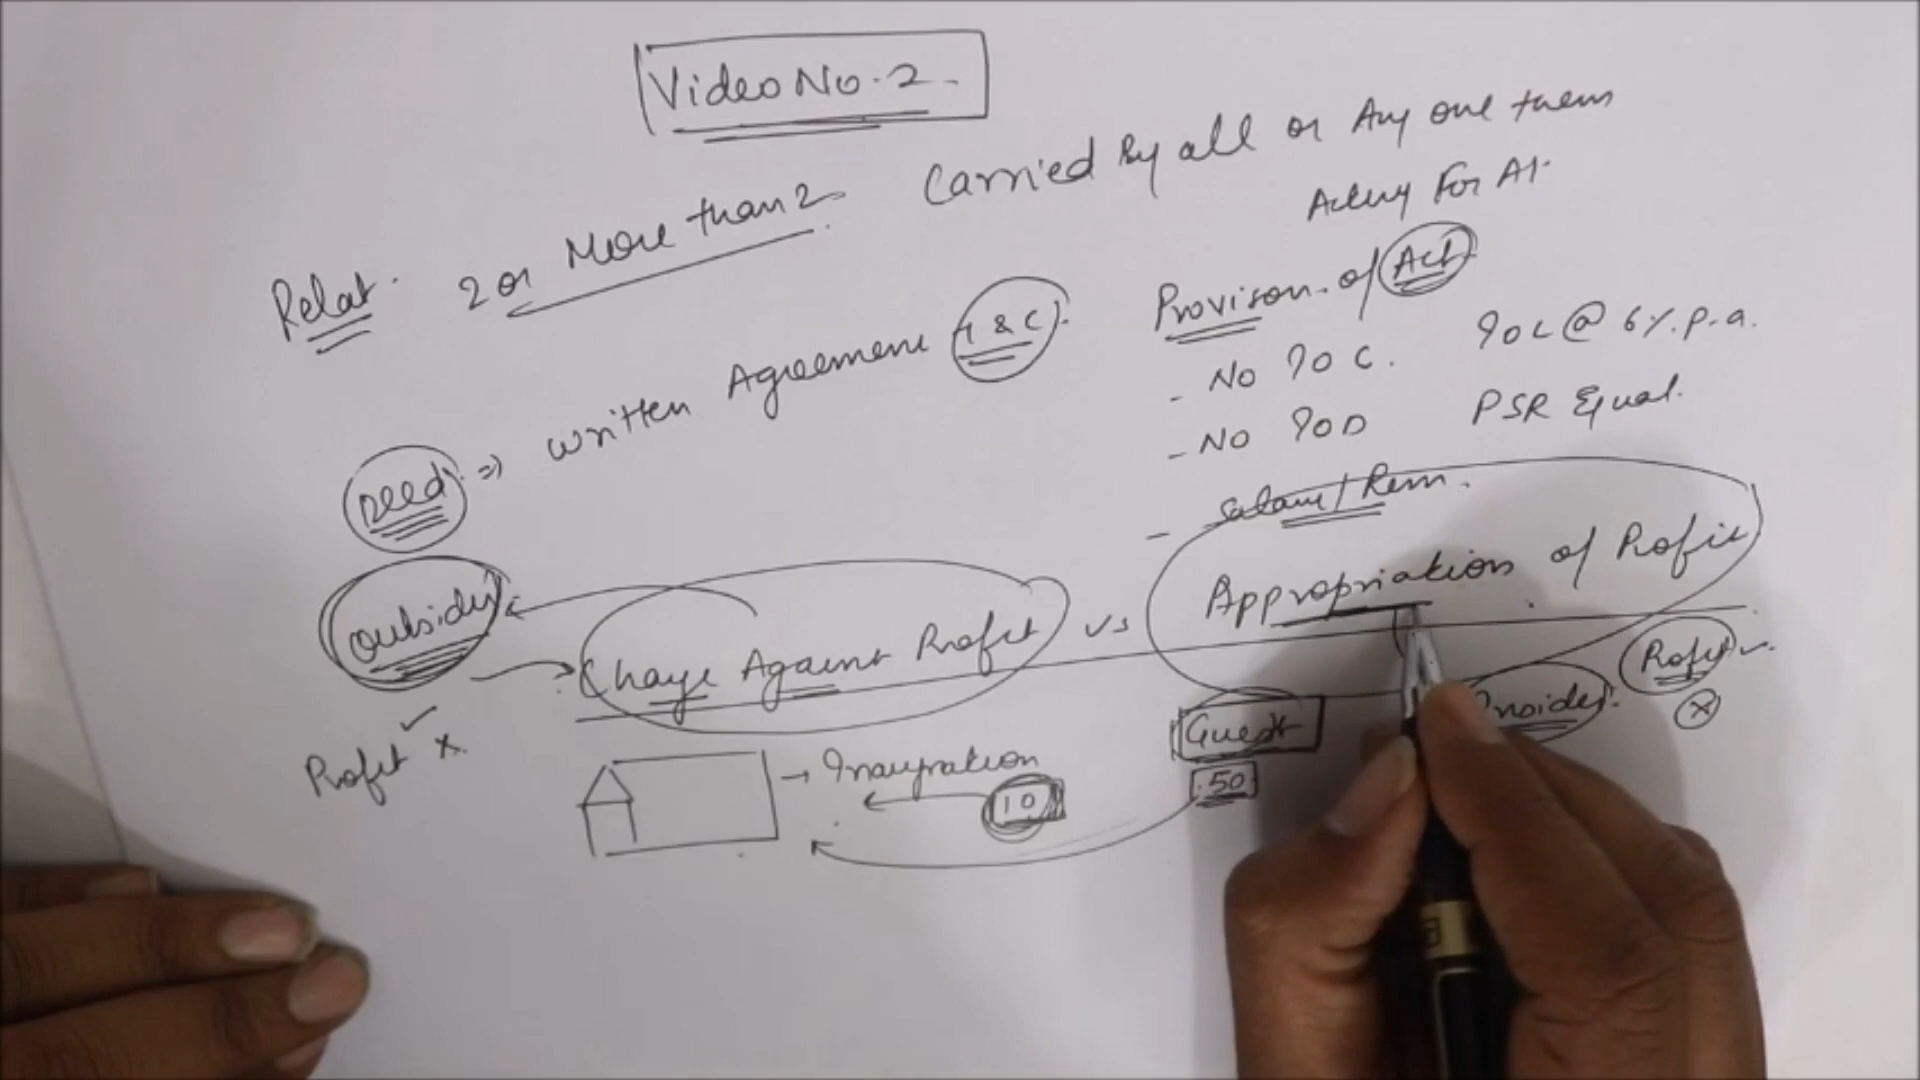 Video No. 2
Relat. 2 or More than 2 Carried By all or Any one them
Acting For All
Deed => written Agreement T & C.
Provison of Act
- No IOC. IOL @ 6%.p.a.
- No IOD PSR Equal.
- Salary / Rem.
outsider Charge Against Profit vs Appropriation of Profit
Profit ✓ x. Guest Insider. Profit ✓
x
→ Inaugration
10 50